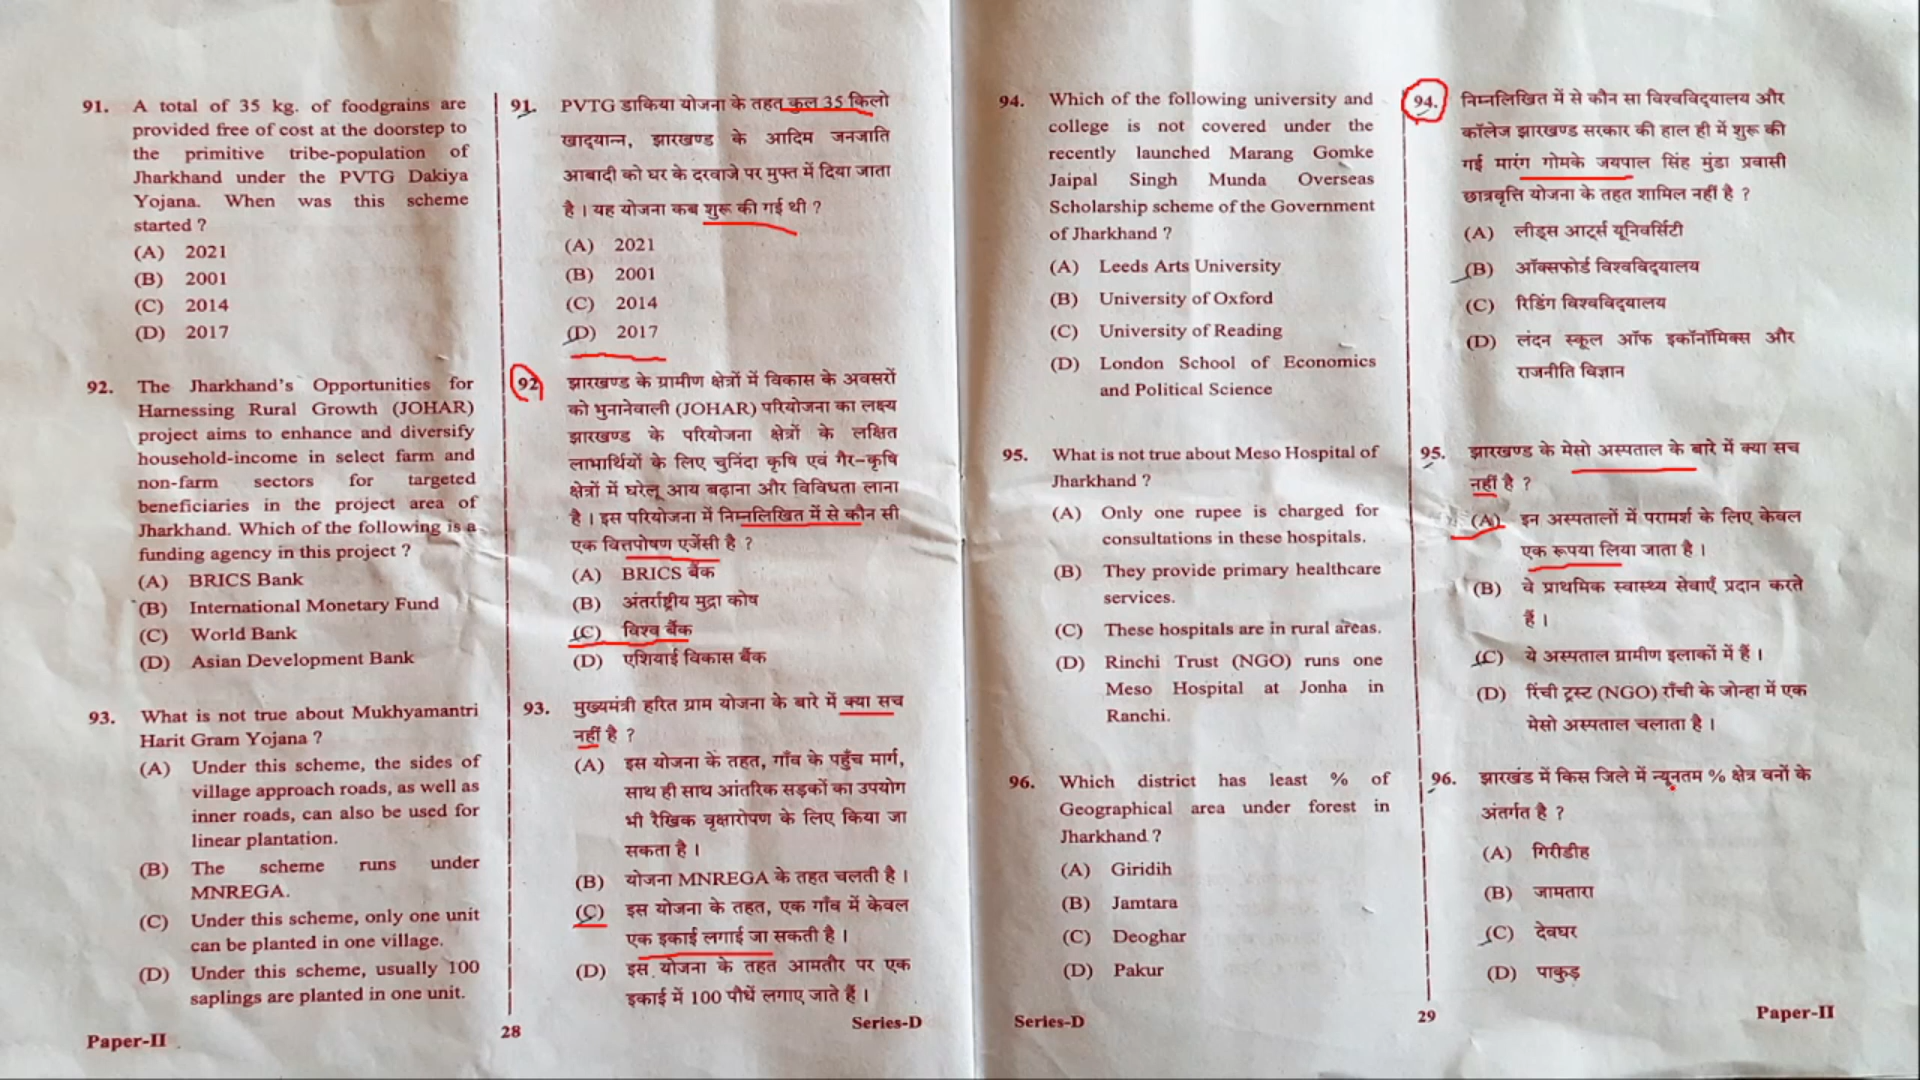 91. A total of 35 kg. of foodgrains are
provided free of cost at the doorstep to
the primitive tribe-population of
Jharkhand under the PVTG Dakiya
Yojana. When was this scheme
started ?
(A) 2021
(B) 2001
(C) 2014
(D) 2017
92. The Jharkhand's Opportunities for
Harnessing Rural Growth (JOHAR)
project aims to enhance and diversify
household-income in select farm and
non-farm sectors for targeted
beneficiaries in the project area of
Jharkhand. Which of the following is a
funding agency in this project ?
(A) BRICS Bank
(B) International Monetary Fund
(C) World Bank
(D) Asian Development Bank
93. What is not true about Mukhyamantri
Harit Gram Yojana ?
(A) Under this scheme, the sides of
village approach roads, as well as
inner roads, can also be used for
linear plantation.
(B) The scheme runs under
MNREGA.
(C) Under this scheme, only one unit
can be planted in one village.
(D) Under this scheme, usually 100
saplings are planted in one unit.
Paper-II
91. PVTG डाकिया योजना के तहत कुल 35 किलो
खाद्यान्न, झारखण्ड के आदिम जनजाति
आबादी को घर के दरवाजे पर मुफ्त में दिया जाता
है । यह योजना कब शुरू की गई थी ?
(A) 2021
(B) 2001
(C) 2014
(D) 2017
92 झारखण्ड के ग्रामीण क्षेत्रों में विकास के अवसरों
को भुनानेवाली (JOHAR) परियोजना का लक्ष्य
झारखण्ड के परियोजना क्षेत्रों के लक्षित
लाभार्थियों के लिए चुनिंदा कृषि एवं गैर-कृषि
क्षेत्रों में घरेलू आय बढ़ाना और विविधता लाना
है । इस परियोजना में निम्नलिखित में से कौन सी
एक वित्तपोषण एजेंसी है ?
(A) BRICS बैंक
(B) अंतर्राष्ट्रीय मुद्रा कोष
(C) विश्व बैंक
(D) एशियाई विकास बैंक
93. मुख्यमंत्री हरित ग्राम योजना के बारे में क्या सच
नहीं है ?
(A) इस योजना के तहत, गाँव के पहुँच मार्ग,
साथ ही साथ आंतरिक सड़कों का उपयोग
भी रैखिक वृक्षारोपण के लिए किया जा
सकता है ।
(B) योजना MNREGA के तहत चलती है ।
(C) इस योजना के तहत, एक गाँव में केवल
एक इकाई लगाई जा सकती है ।
(D) इस योजना के तहत आमतौर पर एक
इकाई में 100 पौधें लगाए जाते हैं ।
28
Series-D
94. Which of the following university and
college is not covered under the
recently launched Marang Gomke
Jaipal Singh Munda Overseas
Scholarship scheme of the Government
of Jharkhand ?
(A) Leeds Arts University
(B) University of Oxford
(C) University of Reading
(D) London School of Economics
and Political Science
95. What is not true about Meso Hospital of
Jharkhand ?
(A) Only one rupee is charged for
consultations in these hospitals.
(B) They provide primary healthcare
services.
(C) These hospitals are in rural areas.
(D) Rinchi Trust (NGO) runs one
Meso Hospital at Jonha in
Ranchi.
96. Which district has least % of
Geographical area under forest in
Jharkhand ?
(A) Giridih
(B) Jamtara
(C) Deoghar
(D) Pakur
Series-D
94. निम्नलिखित में से कौन सा विश्वविद्यालय और
कॉलेज झारखण्ड सरकार की हाल ही में शुरू की
गई मारंग गोमके जयपाल सिंह मुंडा प्रवासी
छात्रवृत्ति योजना के तहत शामिल नहीं है ?
(A) लीड्स आर्ट्स यूनिवर्सिटी
(B) ऑक्सफोर्ड विश्वविद्यालय
(C) रिडिंग विश्वविद्यालय
(D) लंदन स्कूल ऑफ इकॉनॉमिक्स और
राजनीति विज्ञान
95. झारखण्ड के मेसो अस्पताल के बारे में क्या सच
नहीं है ?
(A) इन अस्पतालों में परामर्श के लिए केवल
एक रूपया लिया जाता है ।
(B) वे प्राथमिक स्वास्थ्य सेवाएँ प्रदान करते
हैं ।
(C) ये अस्पताल ग्रामीण इलाकों में हैं ।
(D) रिंची ट्रस्ट (NGO) राँची के जोन्हा में एक
मेसो अस्पताल चलाता है ।
96. झारखंड में किस जिले में न्यूनतम % क्षेत्र वनों के
अंतर्गत है ?
(A) गिरीडीह
(B) जामतारा
(C) देवघर
(D) पाकुड़
29
Paper-II